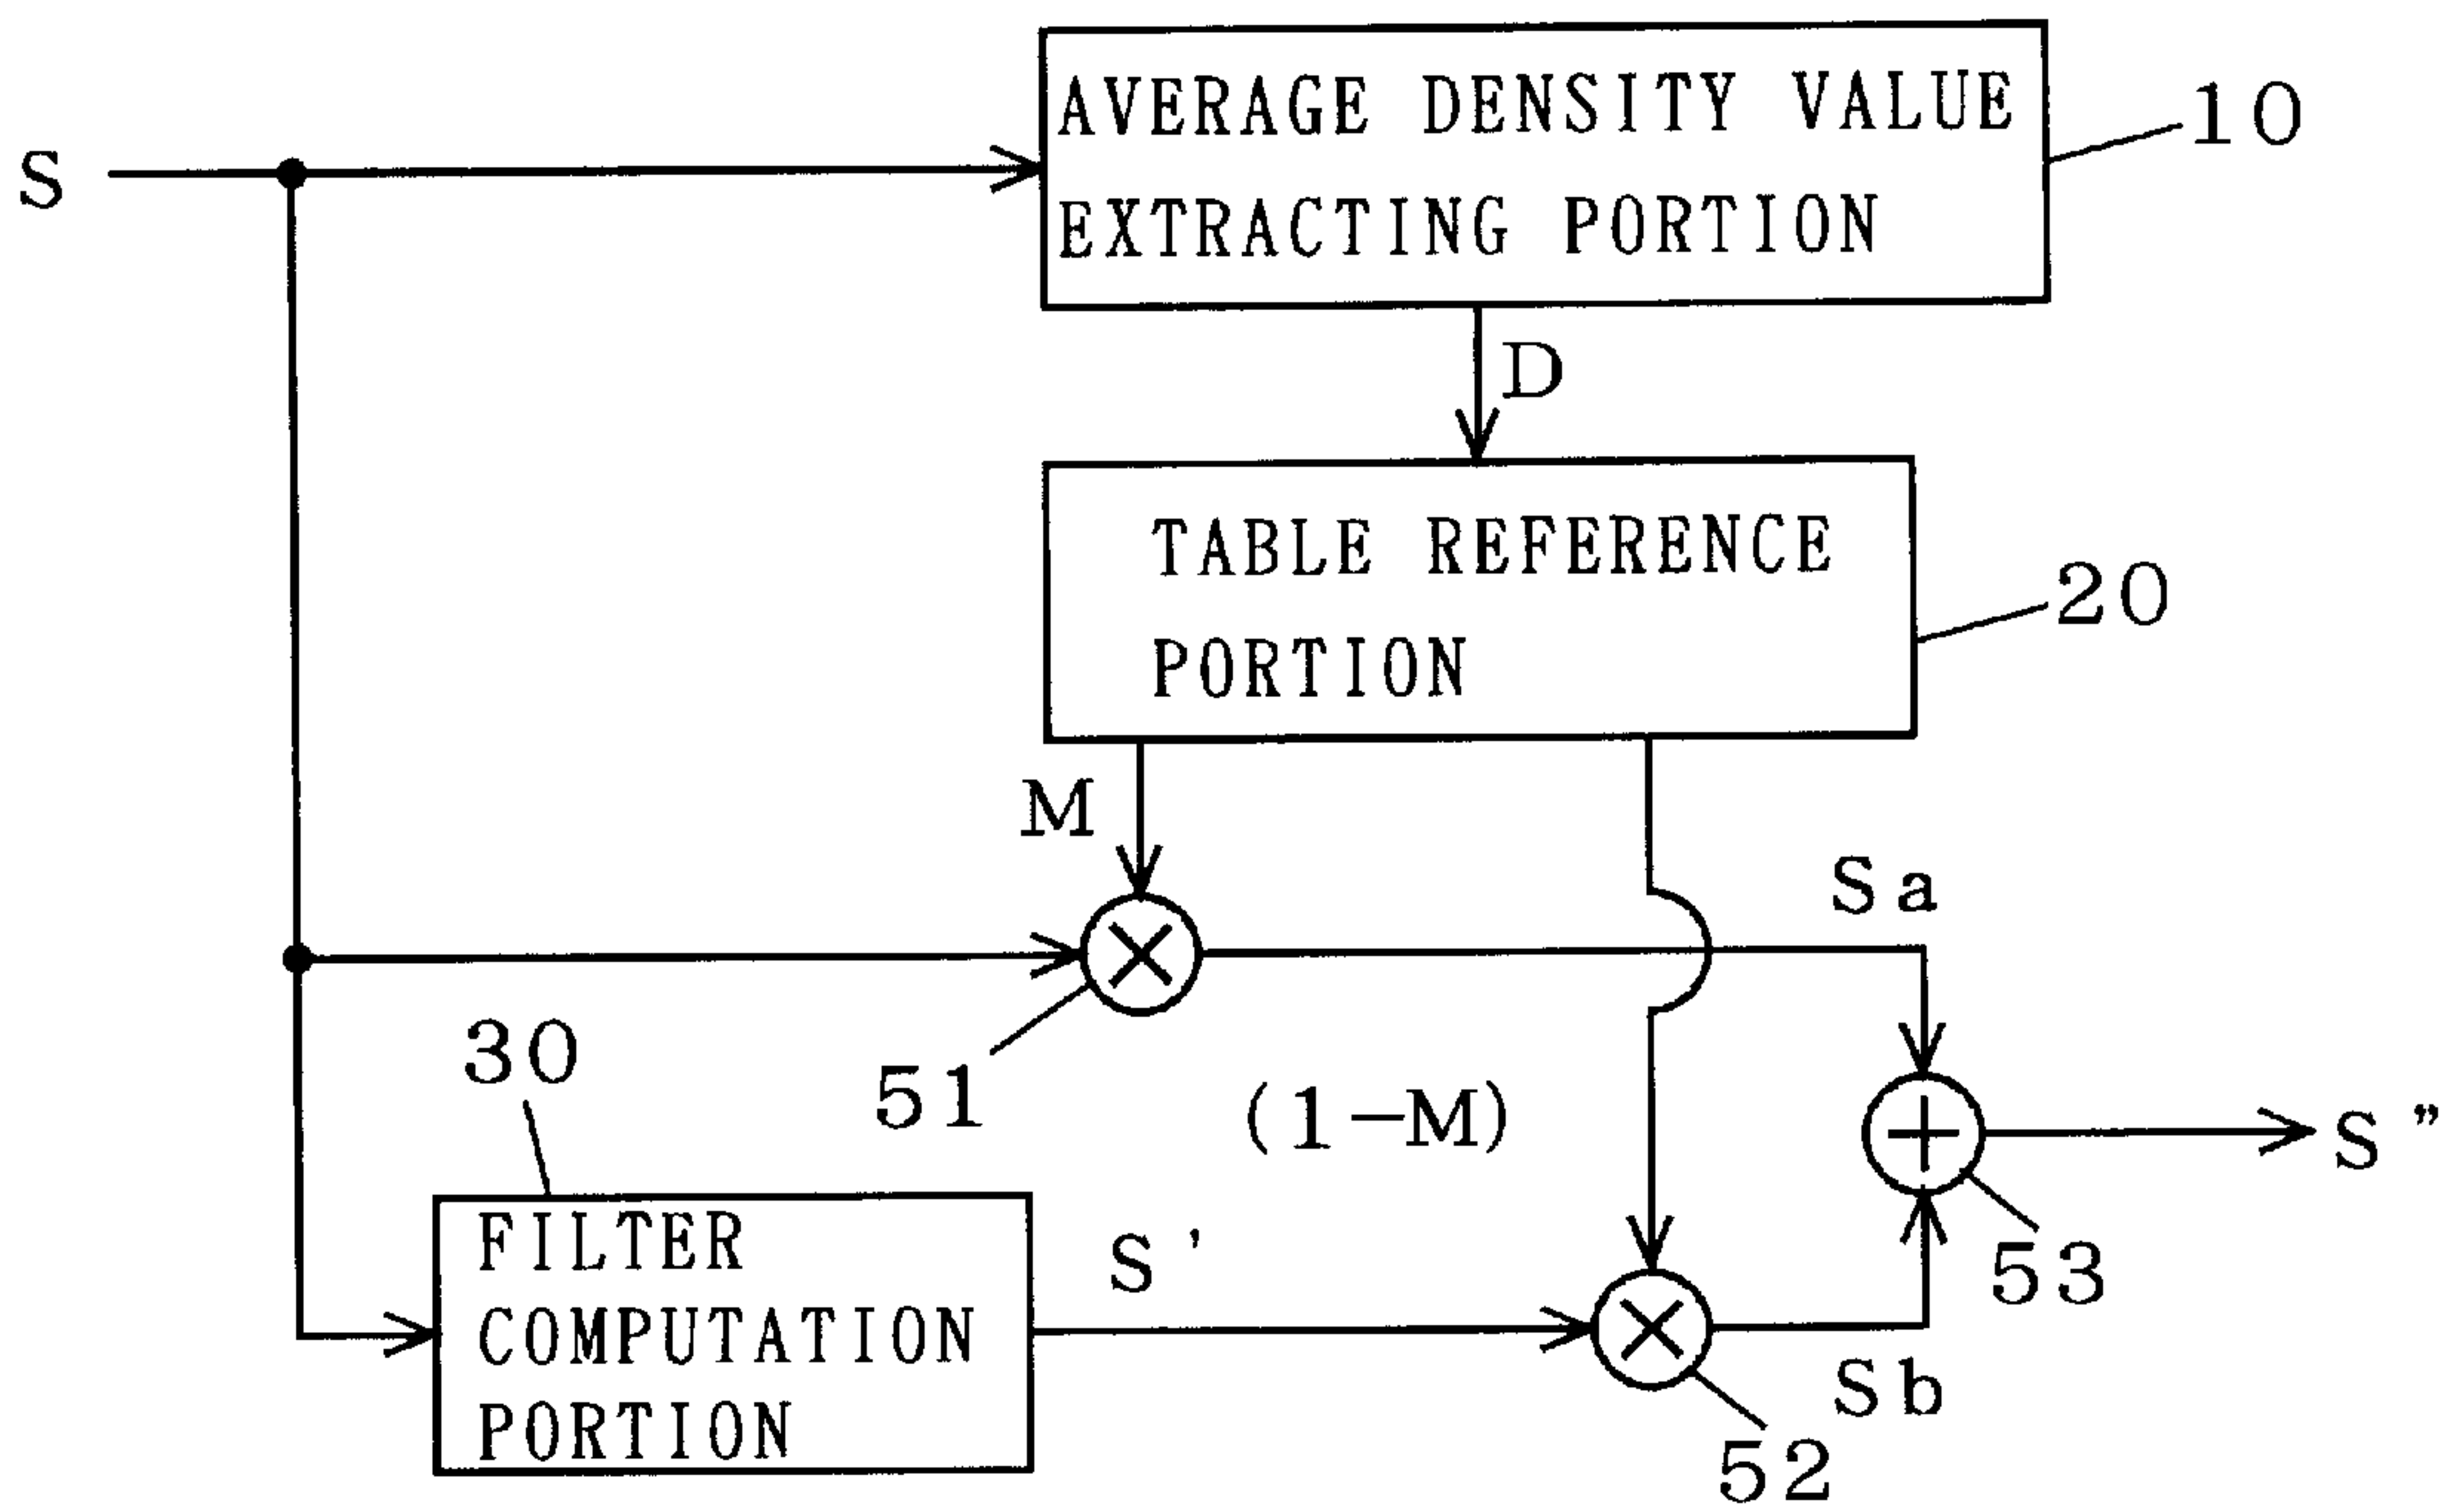 AVERAGE DENSITY VALUE
EXTRACTING PORTION
10
S
D
TABLE REFERENCE
PORTION
20
M
Sa
30
51
(1-M)
S"
FILTER
COMPUTATION
PORTION
S'
53
Sb
52